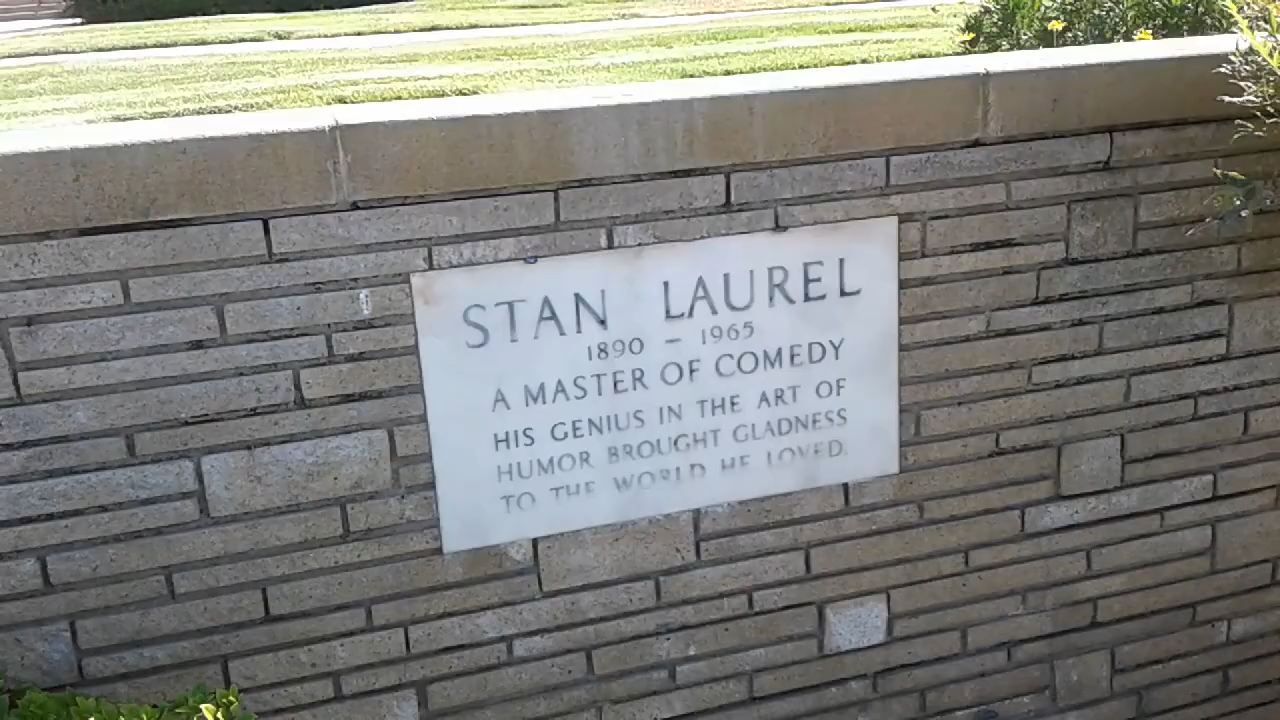 STAN LAUREL
1890 – 1965
A MASTER OF COMEDY
HIS GENIUS IN THE ART OF
HUMOR BROUGHT GLADNESS
TO THE WORLD HE LOVED.